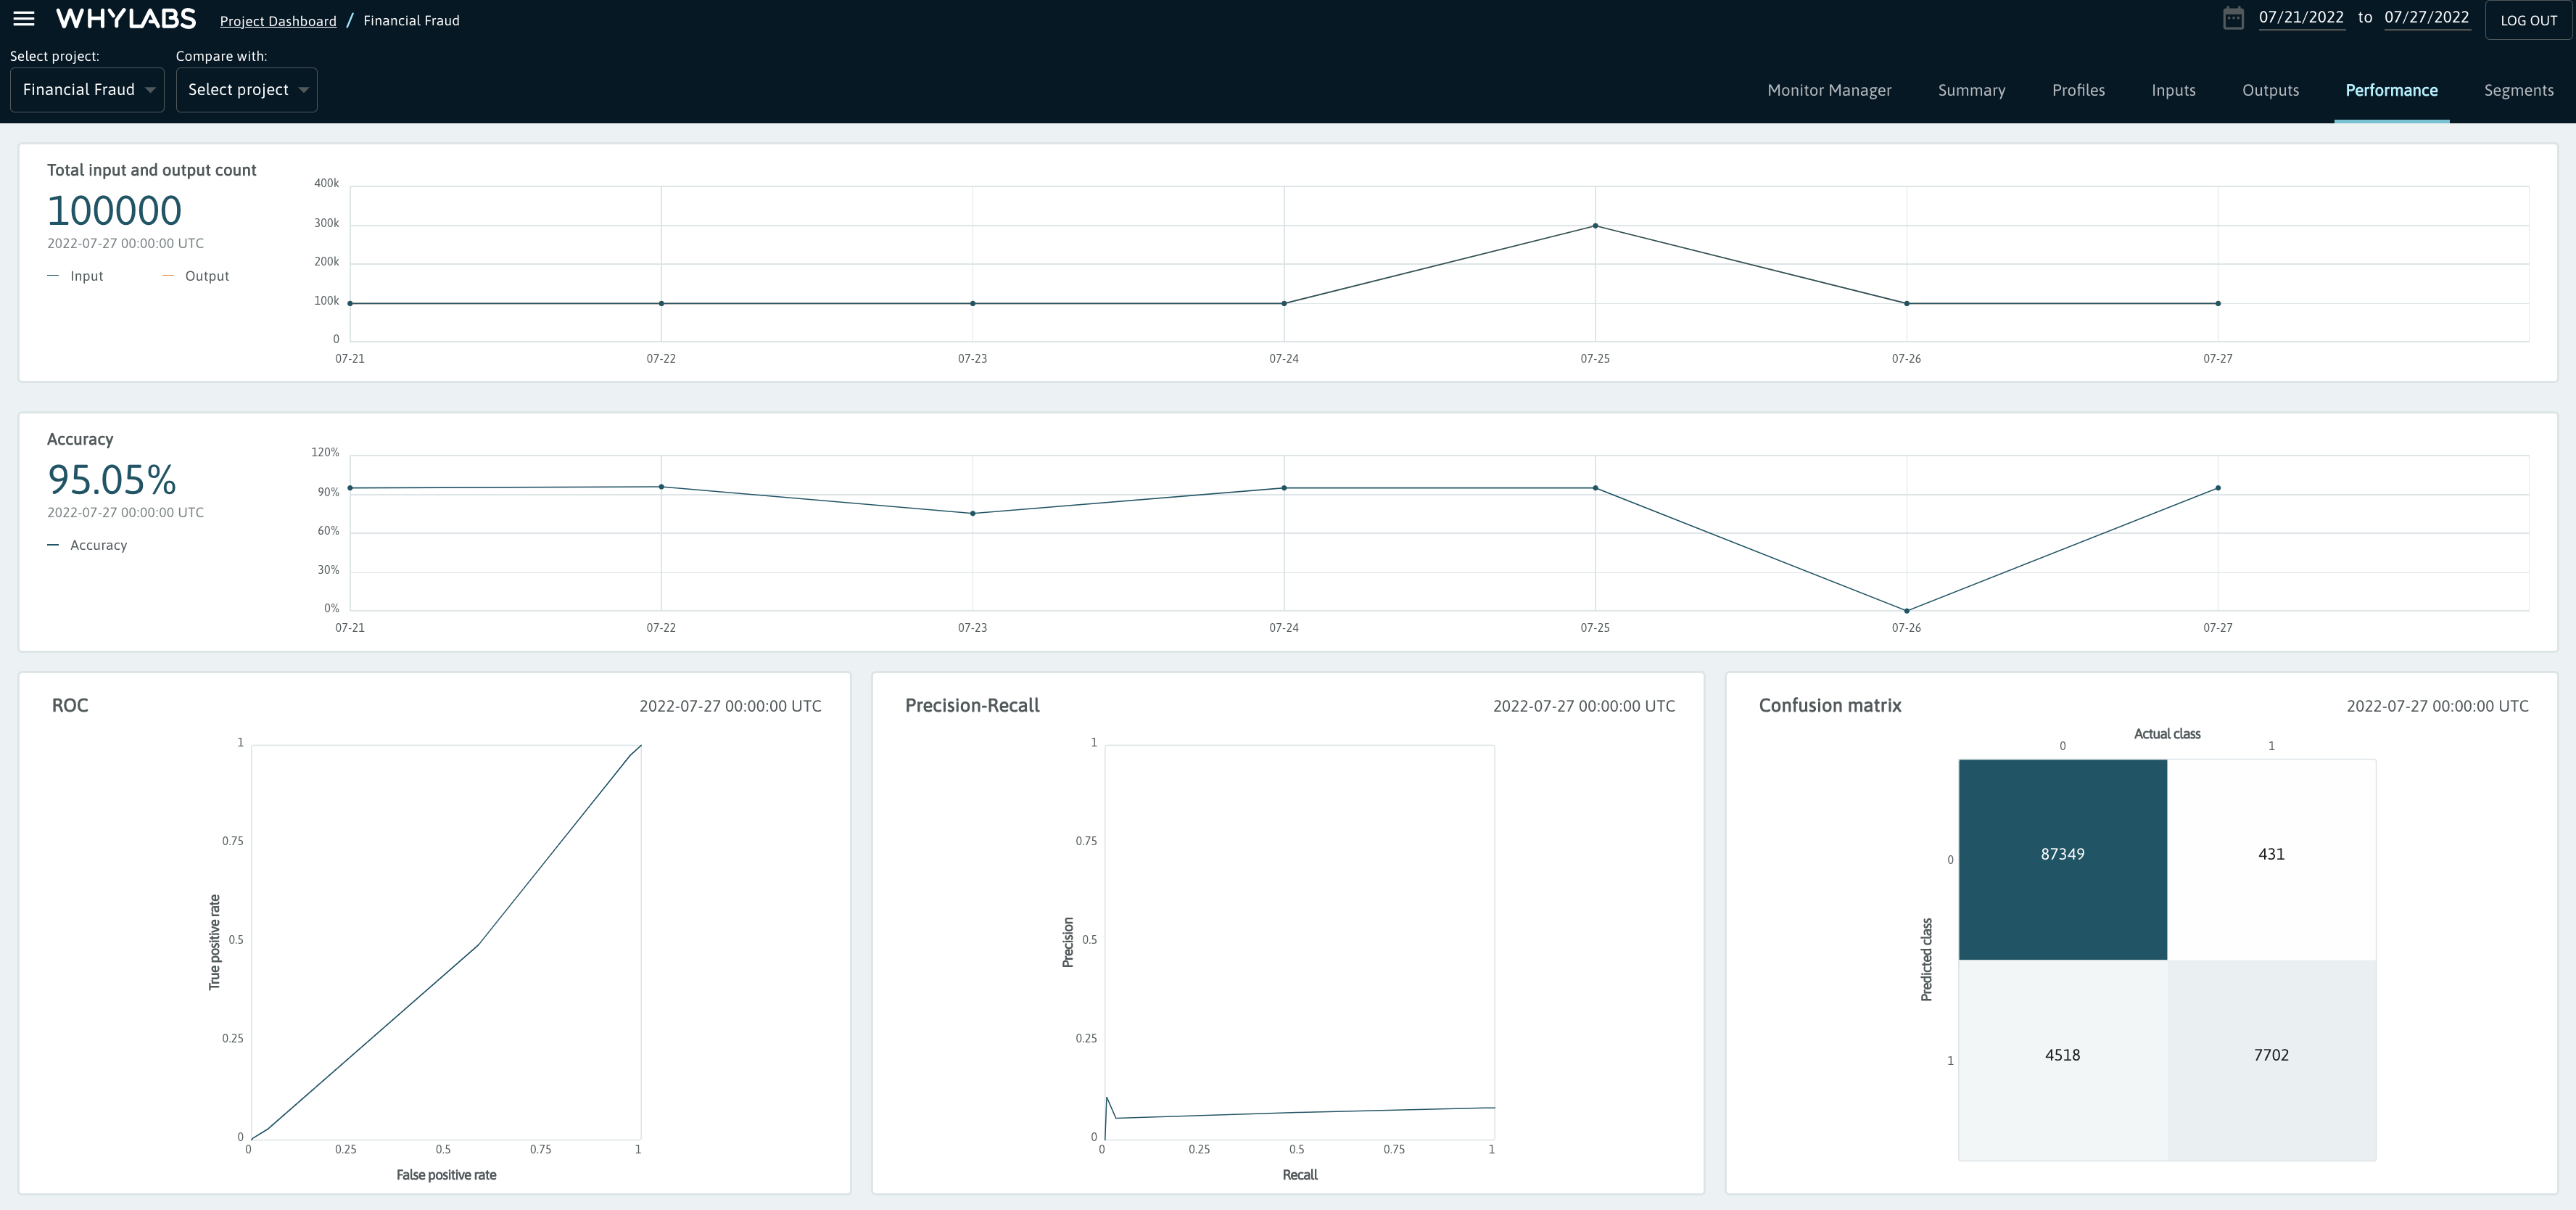 WHYLABS Project Dashboard / Financial Fraud 07/21/2022 to 07/27/2022 LOG OUT
Select project: Compare with:
Financial Fraud Select project Monitor Manager Summary Profiles Inputs Outputs Performance Segments
Total input and output count
100000
2022-07-27 00:00:00 UTC
Input Output
400k
300k
200k
100k
0
07-21 07-22 07-23 07-24 07-25 07-26 07-27
Accuracy
95.05%
2022-07-27 00:00:00 UTC
Accuracy
120%
90%
60%
30%
0%
07-21 07-22 07-23 07-24 07-25 07-26 07-27
ROC 2022-07-27 00:00:00 UTC
True positive rate
1
0.75
0.5
0.25
0
0 0.25 0.5 0.75 1
False positive rate
Precision-Recall 2022-07-27 00:00:00 UTC
Precision
1
0.75
0.5
0.25
0
0 0.25 0.5 0.75 1
Recall
Confusion matrix 2022-07-27 00:00:00 UTC
Actual class
0 1
Predicted class
0 87349 431
1 4518 7702